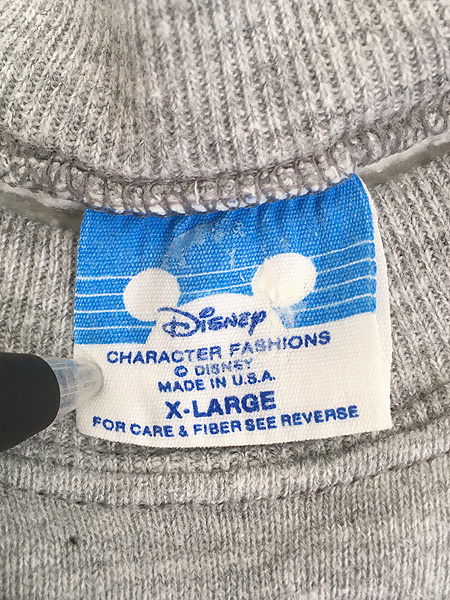 Disney
CHARACTER FASHIONS
© DISNEY
MADE IN U.S.A.
X-LARGE
FOR CARE & FIBER SEE REVERSE